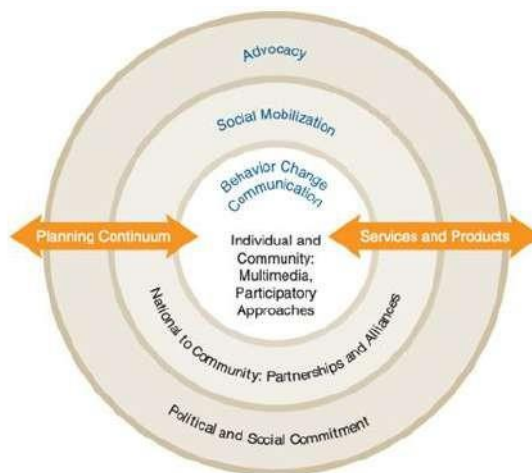 Advocacy
Social Mobilization
Behavior Change
Communication
Planning Continuum
Services and Products
Individual and
Community:
Multimedia,
Participatory
Approaches
National to Community: Partnerships and Alliances
Political and Social Commitment